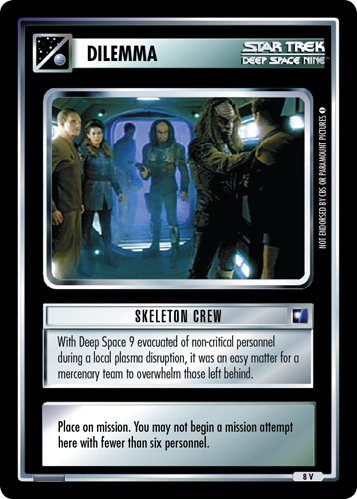 DILEMMA
STAR TREK
DEEP SPACE NINE
NOT ENDORSED BY CBS OR PARAMOUNT PICTURES
SKELETON CREW
With Deep Space 9 evacuated of non-critical personnel
during a local plasma disruption, it was an easy matter for a
mercenary team to overwhelm those left behind.
Place on mission. You may not begin a mission attempt
here with fewer than six personnel.
8 V